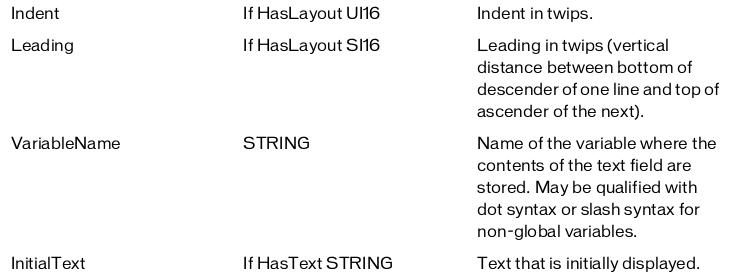 Indent If HasLayout UI16 Indent in twips.
Leading If HasLayout SI16 Leading in twips (vertical
distance between bottom of
descender of one line and top of
ascender of the next).
VariableName STRING Name of the variable where the
contents of the text field are
stored. May be qualified with
dot syntax or slash syntax for
non-global variables.
InitialText If HasText STRING Text that is initially displayed.